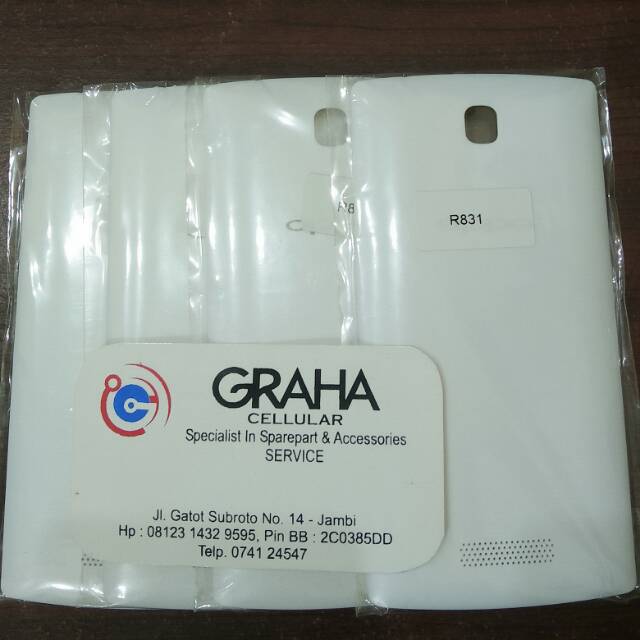 R8
R831
GRAHA
CELLULAR
Specialist In Sparepart & Accessories
SERVICE
Jl. Gatot Subroto No. 14 - Jambi
Hp : 08123 1432 9595, Pin BB : 2C0385DD
Telp. 0741 24547